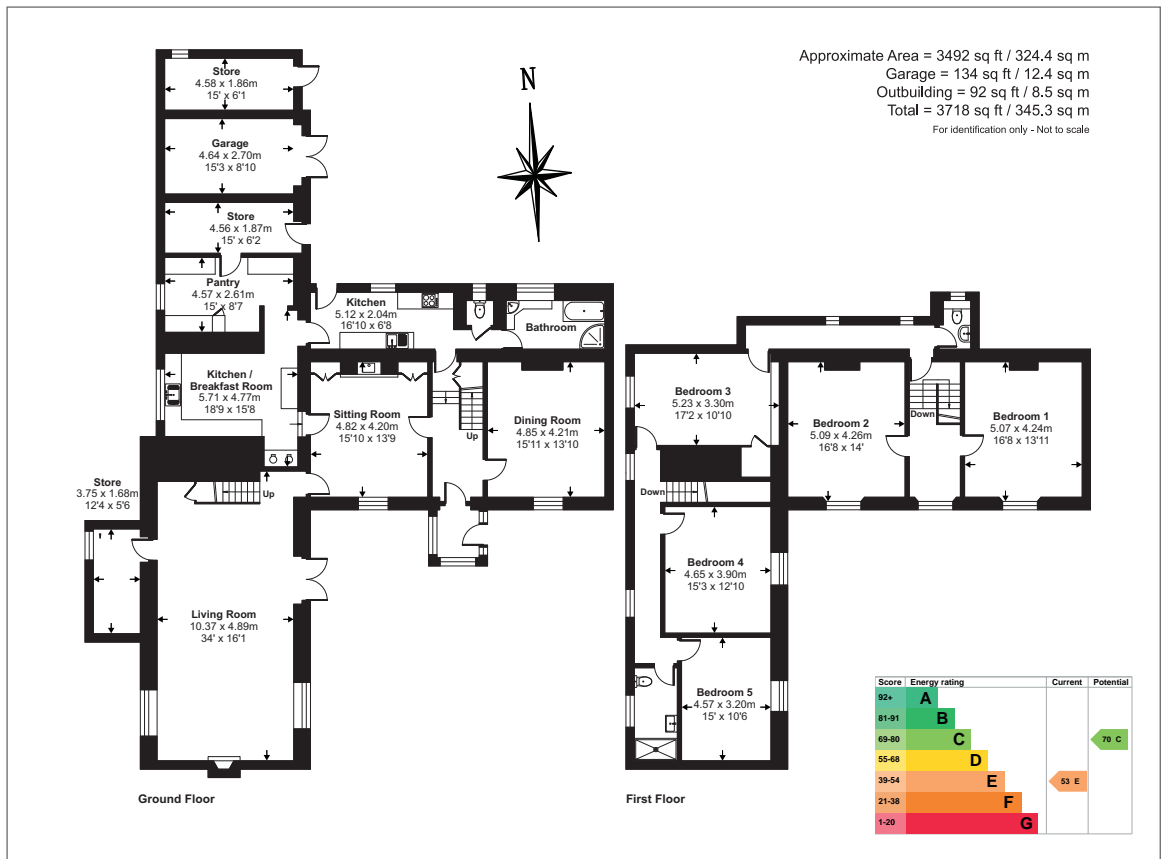 Approximate Area = 3492 sq ft / 324.4 sq m
Garage = 134 sq ft / 12.4 sq m
Outbuilding = 92 sq ft / 8.5 sq m
Total = 3718 sq ft / 345.3 sq m
For identification only - Not to scale
N
Store
4.58 x 1.86m
15' x 6'1
Garage
4.64 x 2.70m
15'3 x 8'10
Store
4.56 x 1.87m
15' x 6'2
Pantry
4.57 x 2.61m
15' x 8'7
Kitchen
5.12 x 2.04m
16'10 x 6'8
Bathroom
Kitchen /
Breakfast Room
5.71 x 4.77m
18'9 x 15'8
Sitting Room
4.82 x 4.20m
15'10 x 13'9
Up
Dining Room
4.85 x 4.21m
15'11 x 13'10
Store
3.75 x 1.68m
12'4 x 5'6
Up
Living Room
10.37 x 4.89m
34' x 16'1
Ground Floor
Bedroom 3
5.23 x 3.30m
17'2 x 10'10
Bedroom 2
5.09 x 4.26m
16'8 x 14'
Down
Bedroom 1
5.07 x 4.24m
16'8 x 13'11
Down
Bedroom 4
4.65 x 3.90m
15'3 x 12'10
Bedroom 5
4.57 x 3.20m
15' x 10'6
First Floor
Score Energy rating Current Potential
92+ A
81-91 B
69-80 C 70 C
55-68 D
39-54 E 53 E
21-38 F
1-20 G